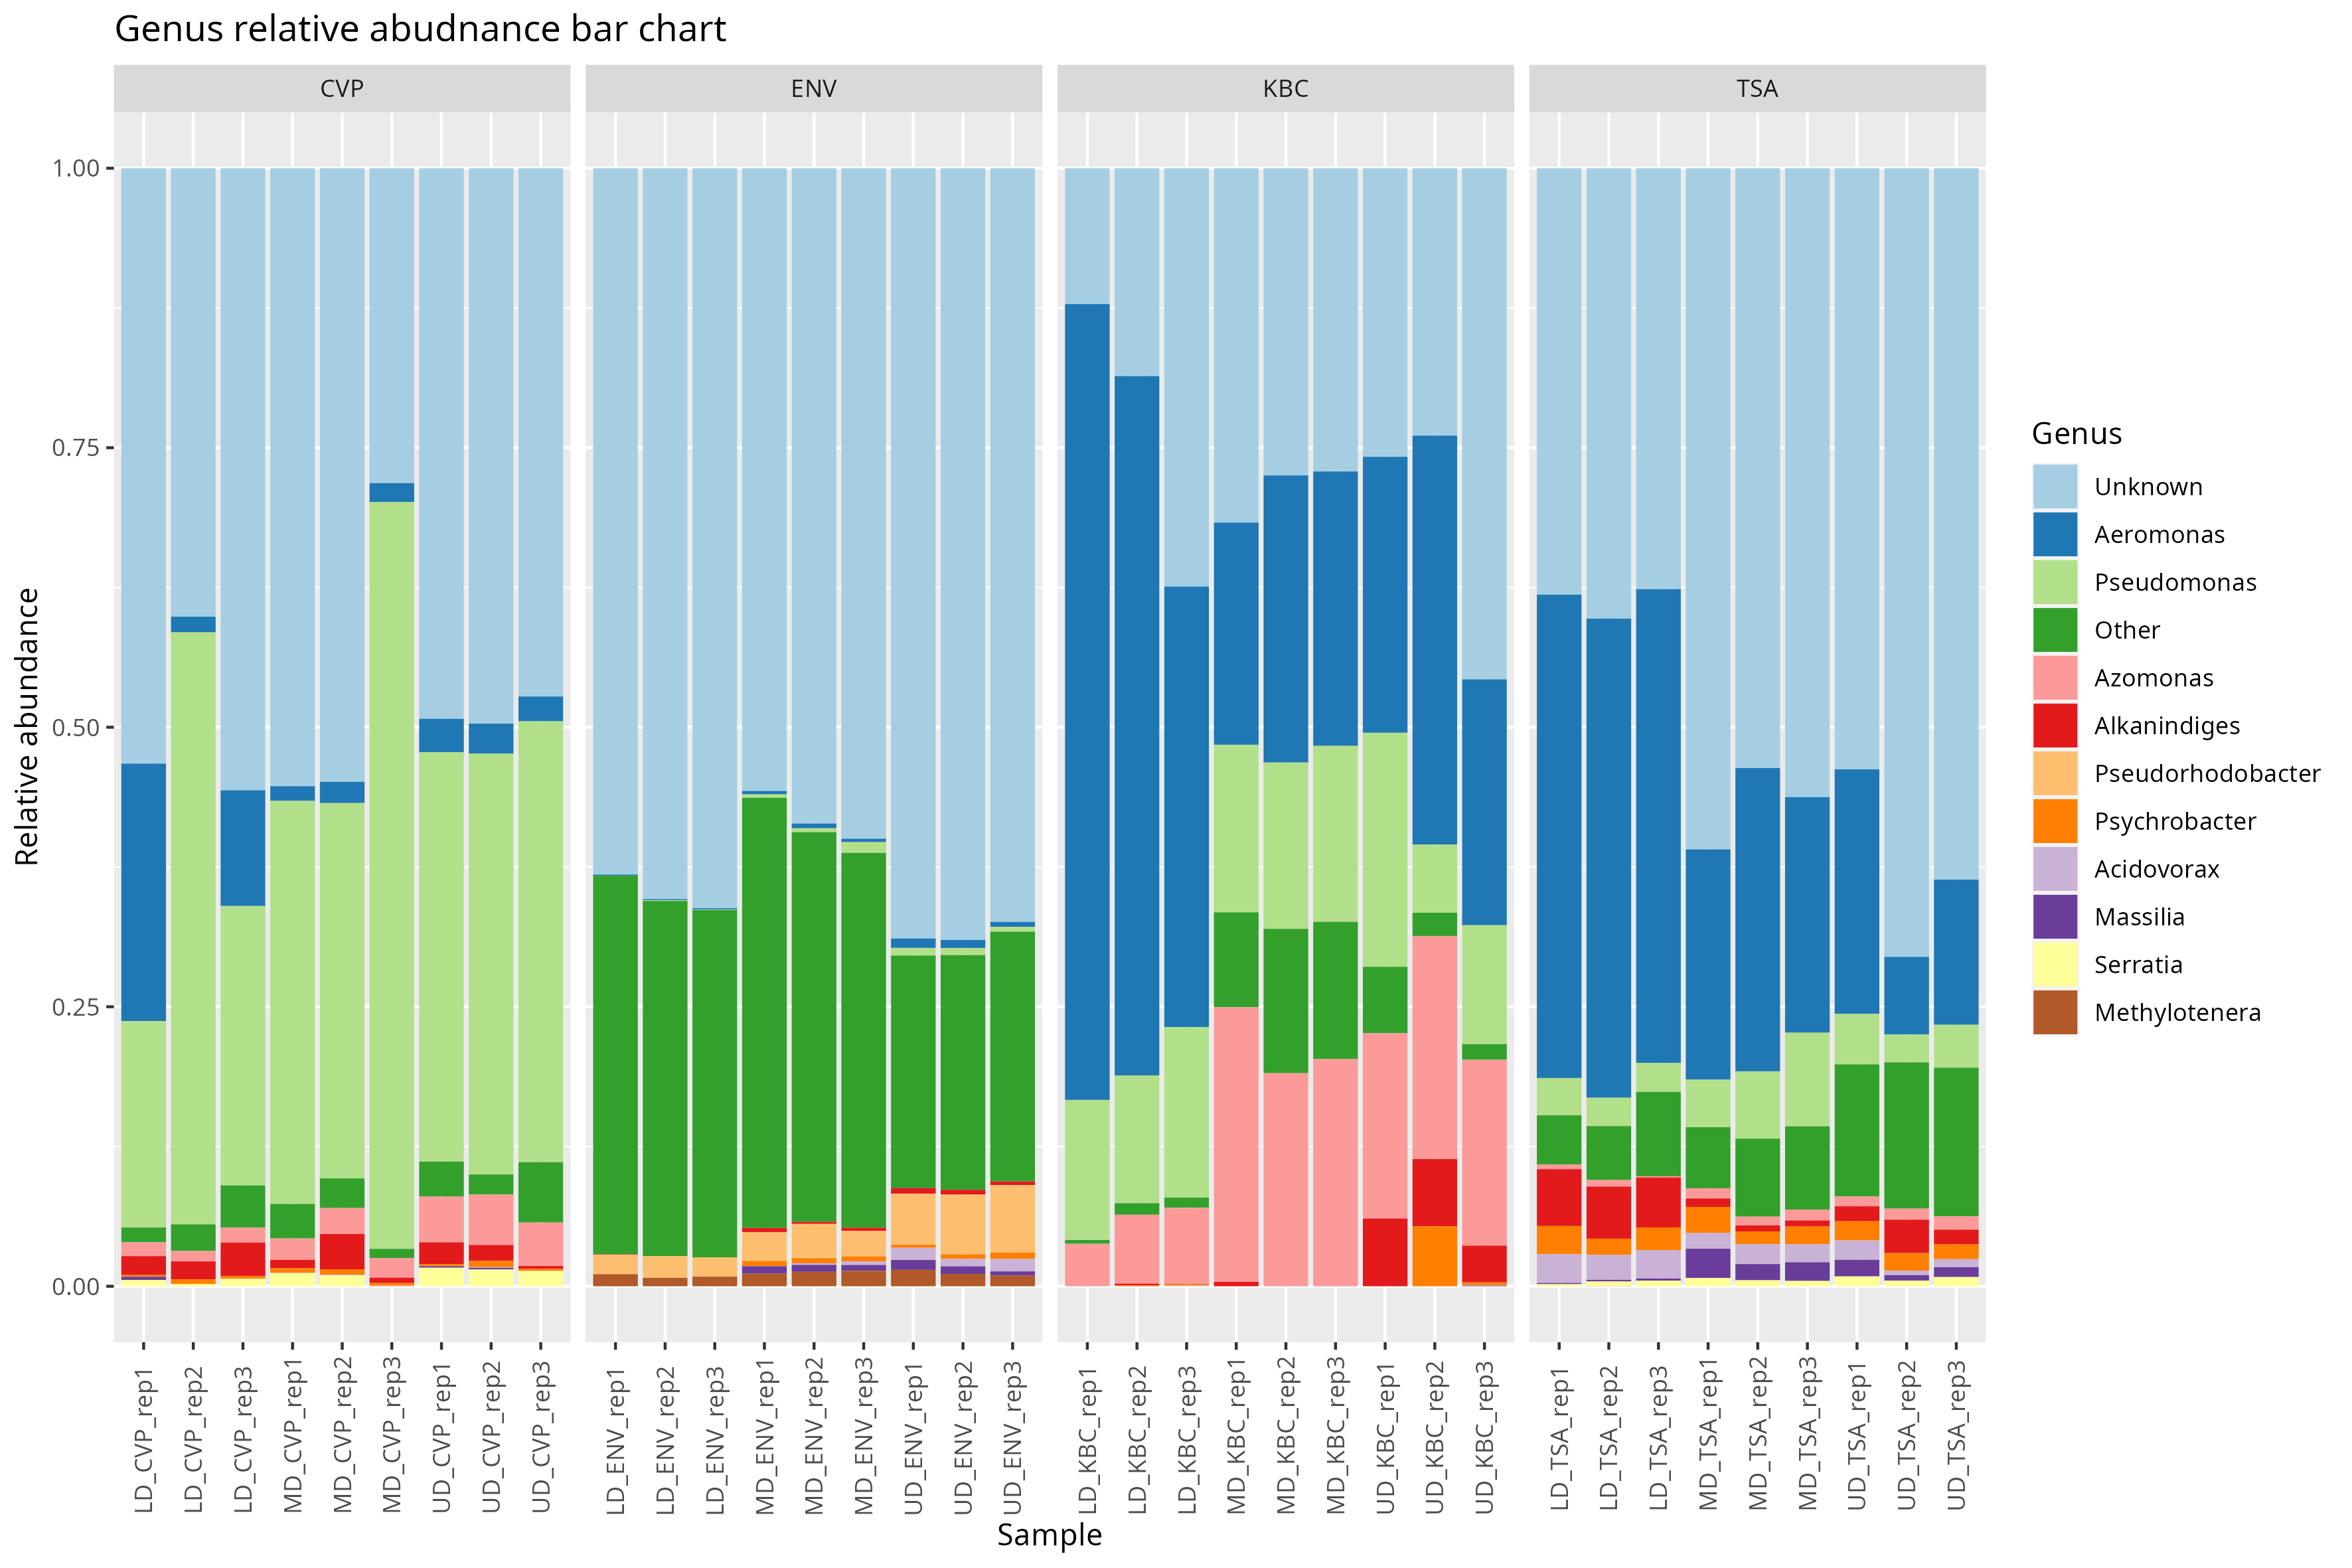 Genus relative abudnance bar chart
CVP
ENV
KBC
TSA
1.00
0.75
0.50
0.25
0.00
Relative abundance
LD_CVP_rep1
LD_CVP_rep2
LD_CVP_rep3
MD_CVP_rep1
MD_CVP_rep2
MD_CVP_rep3
UD_CVP_rep1
UD_CVP_rep2
UD_CVP_rep3
LD_ENV_rep1
LD_ENV_rep2
LD_ENV_rep3
MD_ENV_rep1
MD_ENV_rep2
MD_ENV_rep3
UD_ENV_rep1
UD_ENV_rep2
UD_ENV_rep3
LD_KBC_rep1
LD_KBC_rep2
LD_KBC_rep3
MD_KBC_rep1
MD_KBC_rep2
MD_KBC_rep3
UD_KBC_rep1
UD_KBC_rep2
UD_KBC_rep3
LD_TSA_rep1
LD_TSA_rep2
LD_TSA_rep3
MD_TSA_rep1
MD_TSA_rep2
MD_TSA_rep3
UD_TSA_rep1
UD_TSA_rep2
UD_TSA_rep3
Sample
Genus
Unknown
Aeromonas
Pseudomonas
Other
Azomonas
Alkanindiges
Pseudorhodobacter
Psychrobacter
Acidovorax
Massilia
Serratia
Methylotenera